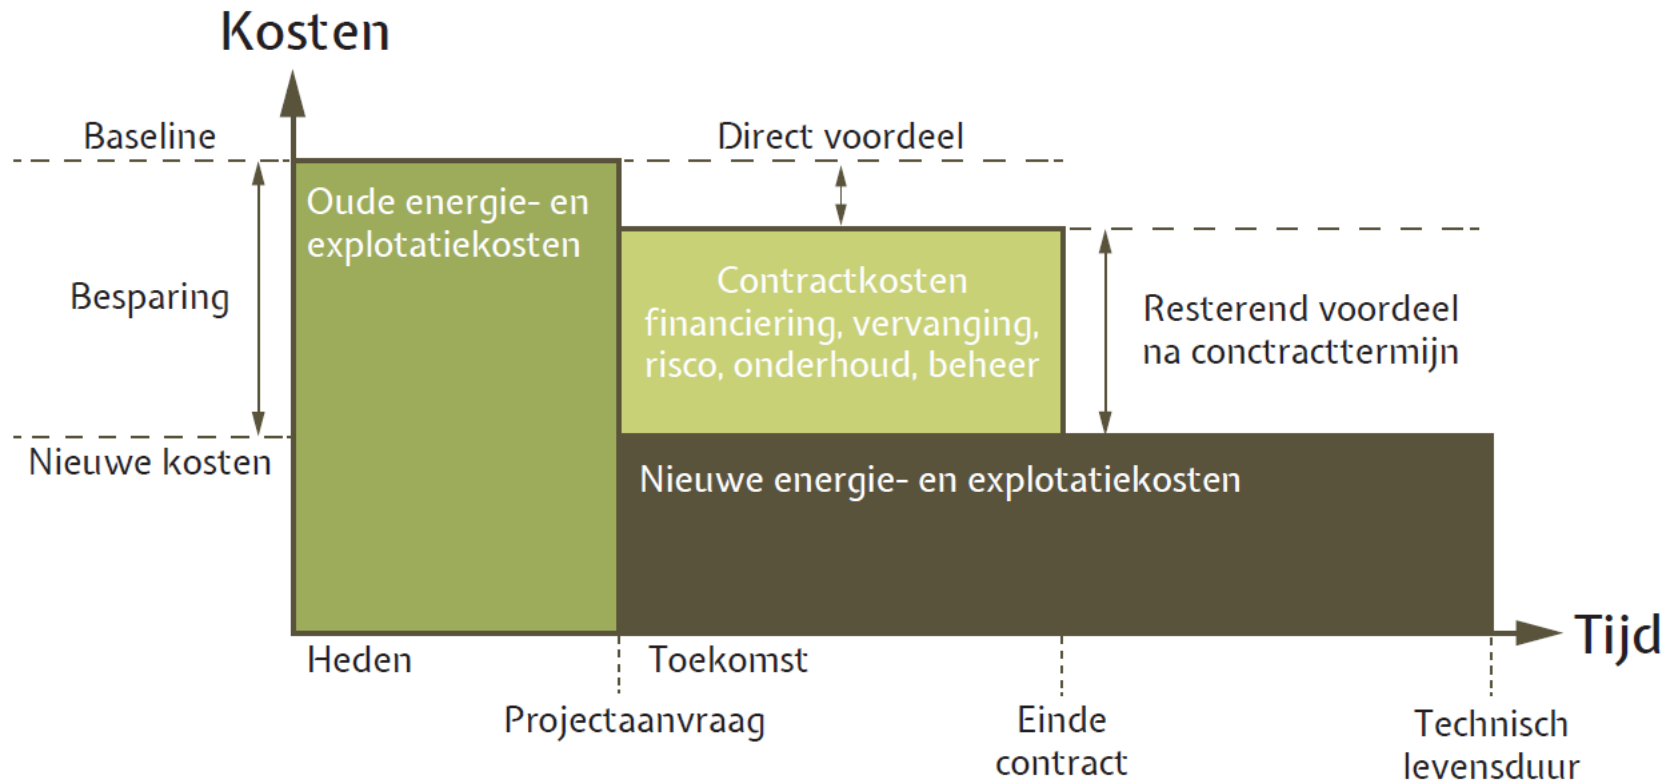 Kosten
Baseline
Direct voordeel
Oude energie- en
explotatiekosten
Besparing
Contractkosten
financiering, vervanging,
risco, onderhoud, beheer
Resterend voordeel
na conctracttermijn
Nieuwe kosten
Nieuwe energie- en explotatiekosten
Tijd
Heden
Toekomst
Projectaanvraag
Einde
contract
Technisch
levensduur